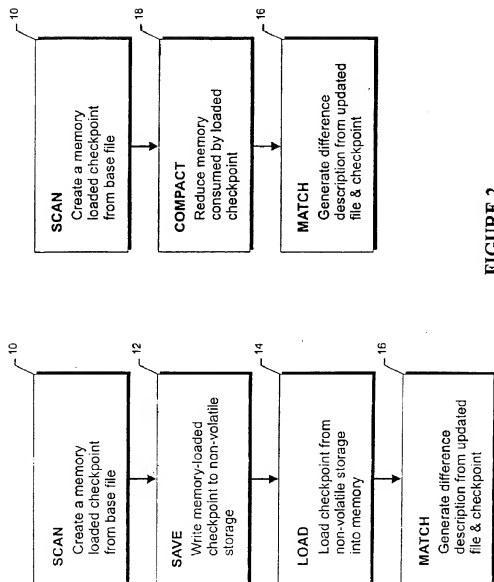 10
SCAN
Create a memory
loaded checkpoint
from base file
12
SAVE
Write memory-loaded
checkpoint to non-volatile
storage
14
LOAD
Load checkpoint from
non-volatile storage
into memory
16
MATCH
Generate difference
description from updated
file & checkpoint
10
SCAN
Create a memory
loaded checkpoint
from base file
18
COMPACT
Reduce memory
consumed by loaded
checkpoint
16
MATCH
Generate difference
description from updated
file & checkpoint
FIGURE 2